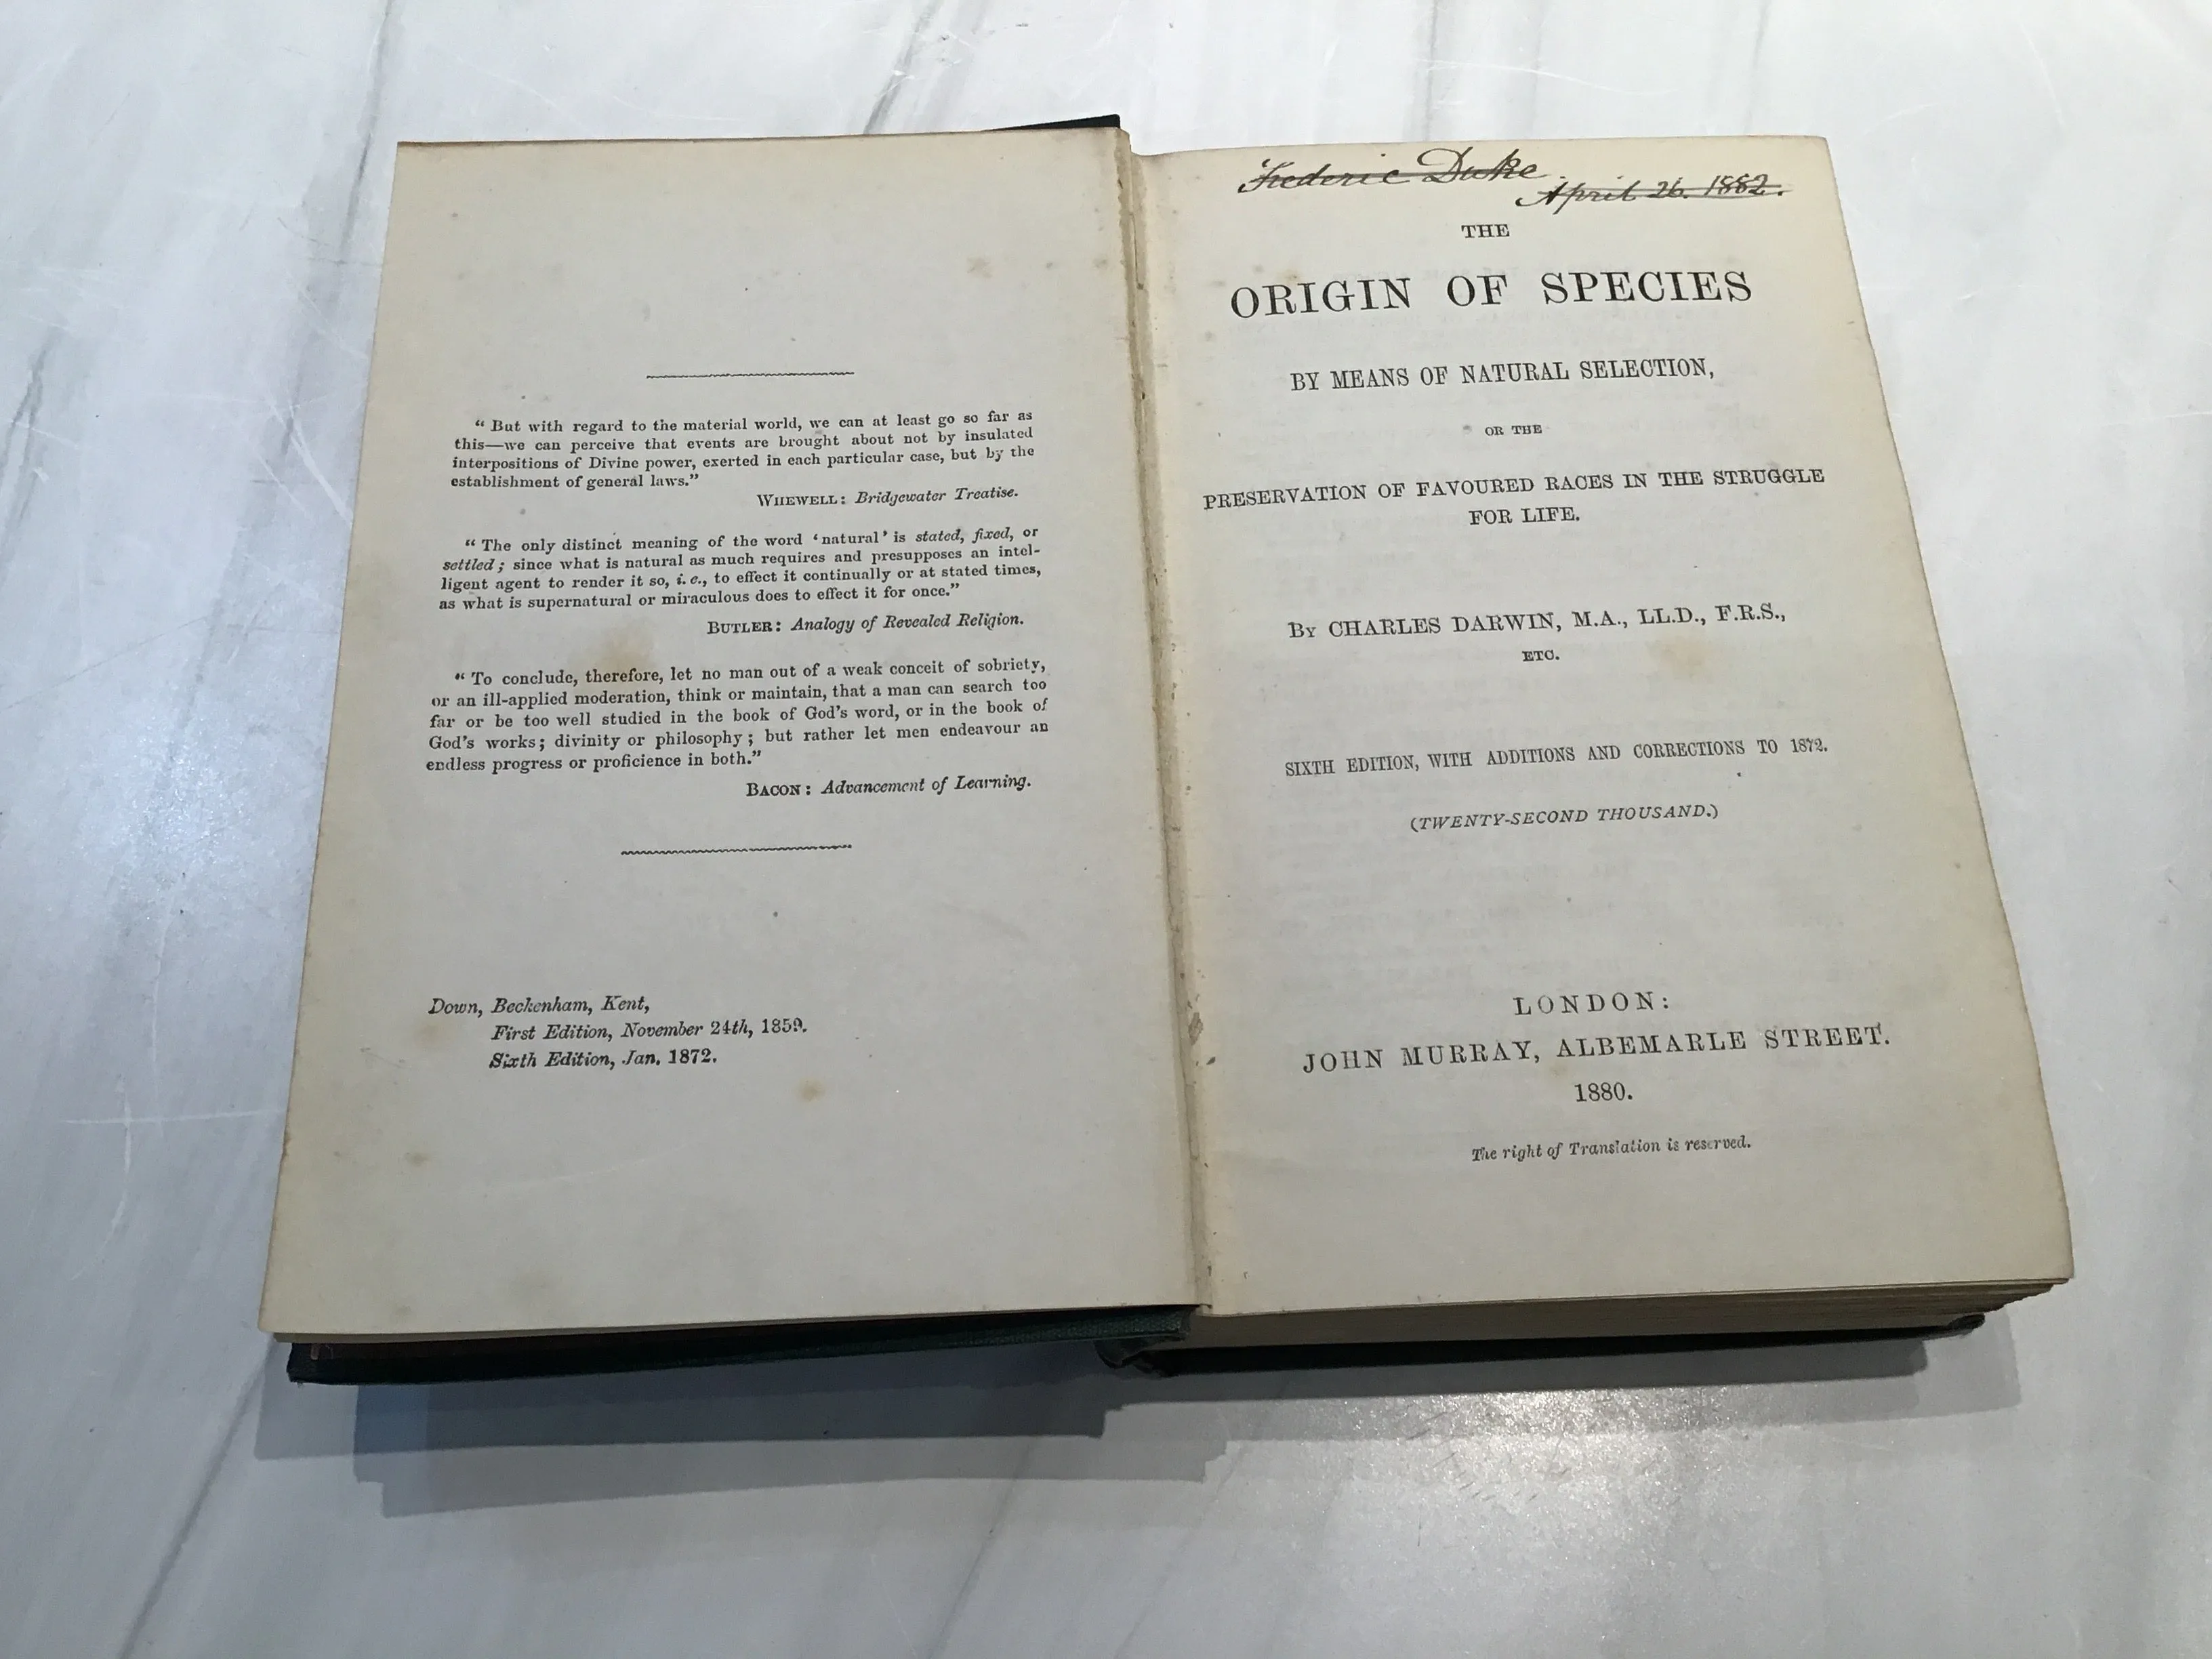 “ But with regard to the material world, we can at least go so far as
this—we can perceive that events are brought about not by insulated
interpositions of Divine power, exerted in each particular case, but by the
establishment of general laws.”
WHEWELL: Bridgewater Treatise.
“ The only distinct meaning of the word ‘natural’ is stated, fixed, or
settled; since what is natural as much requires and presupposes an intel-
ligent agent to render it so, i.e., to effect it continually or at stated times,
as what is supernatural or miraculous does to effect it for once.”
BUTLER: Analogy of Revealed Religion.
“ To conclude, therefore, let no man out of a weak conceit of sobriety,
or an ill-applied moderation, think or maintain, that a man can search too
far or be too well studied in the book of God’s word, or in the book of
God’s works; divinity or philosophy; but rather let men endeavour an
endless progress or proficience in both.”
BACON: Advancement of Learning.
Down, Beckenham, Kent,
First Edition, November 24th, 1859.
Sixth Edition, Jan. 1872.
Frederic Duke.
April 26. 1882.
THE
ORIGIN OF SPECIES
BY MEANS OF NATURAL SELECTION,
OR THE
PRESERVATION OF FAVOURED RACES IN THE STRUGGLE
FOR LIFE.
By CHARLES DARWIN, M.A., LL.D., F.R.S.,
ETC.
SIXTH EDITION, WITH ADDITIONS AND CORRECTIONS TO 1872.
(TWENTY-SECOND THOUSAND.)
LONDON:
JOHN MURRAY, ALBEMARLE STREET.
1880.
The right of Translation is reserved.